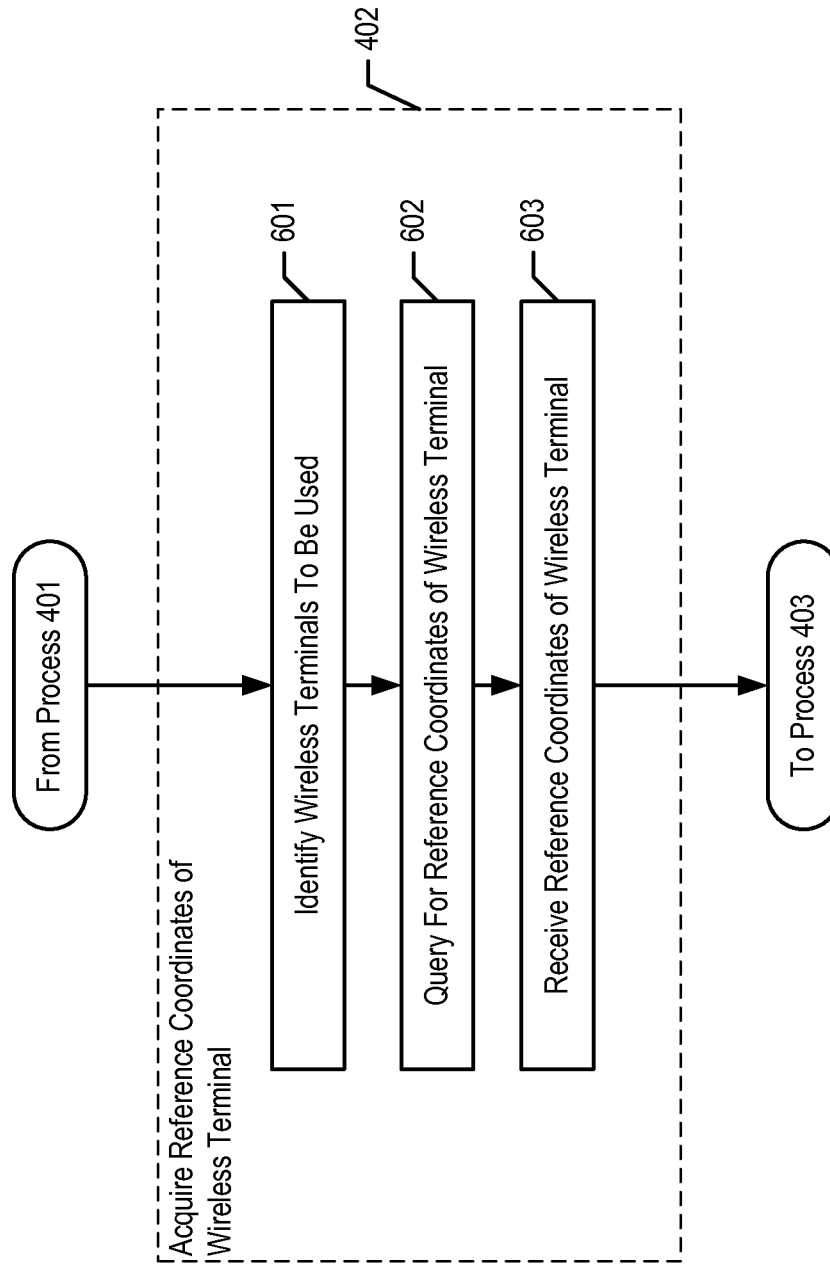 From Process 401
402
Acquire Reference Coordinates of
Wireless Terminal
601
Identify Wireless Terminals To Be Used
602
Query For Reference Coordinates of Wireless Terminal
603
Receive Reference Coordinates of Wireless Terminal
To Process 403